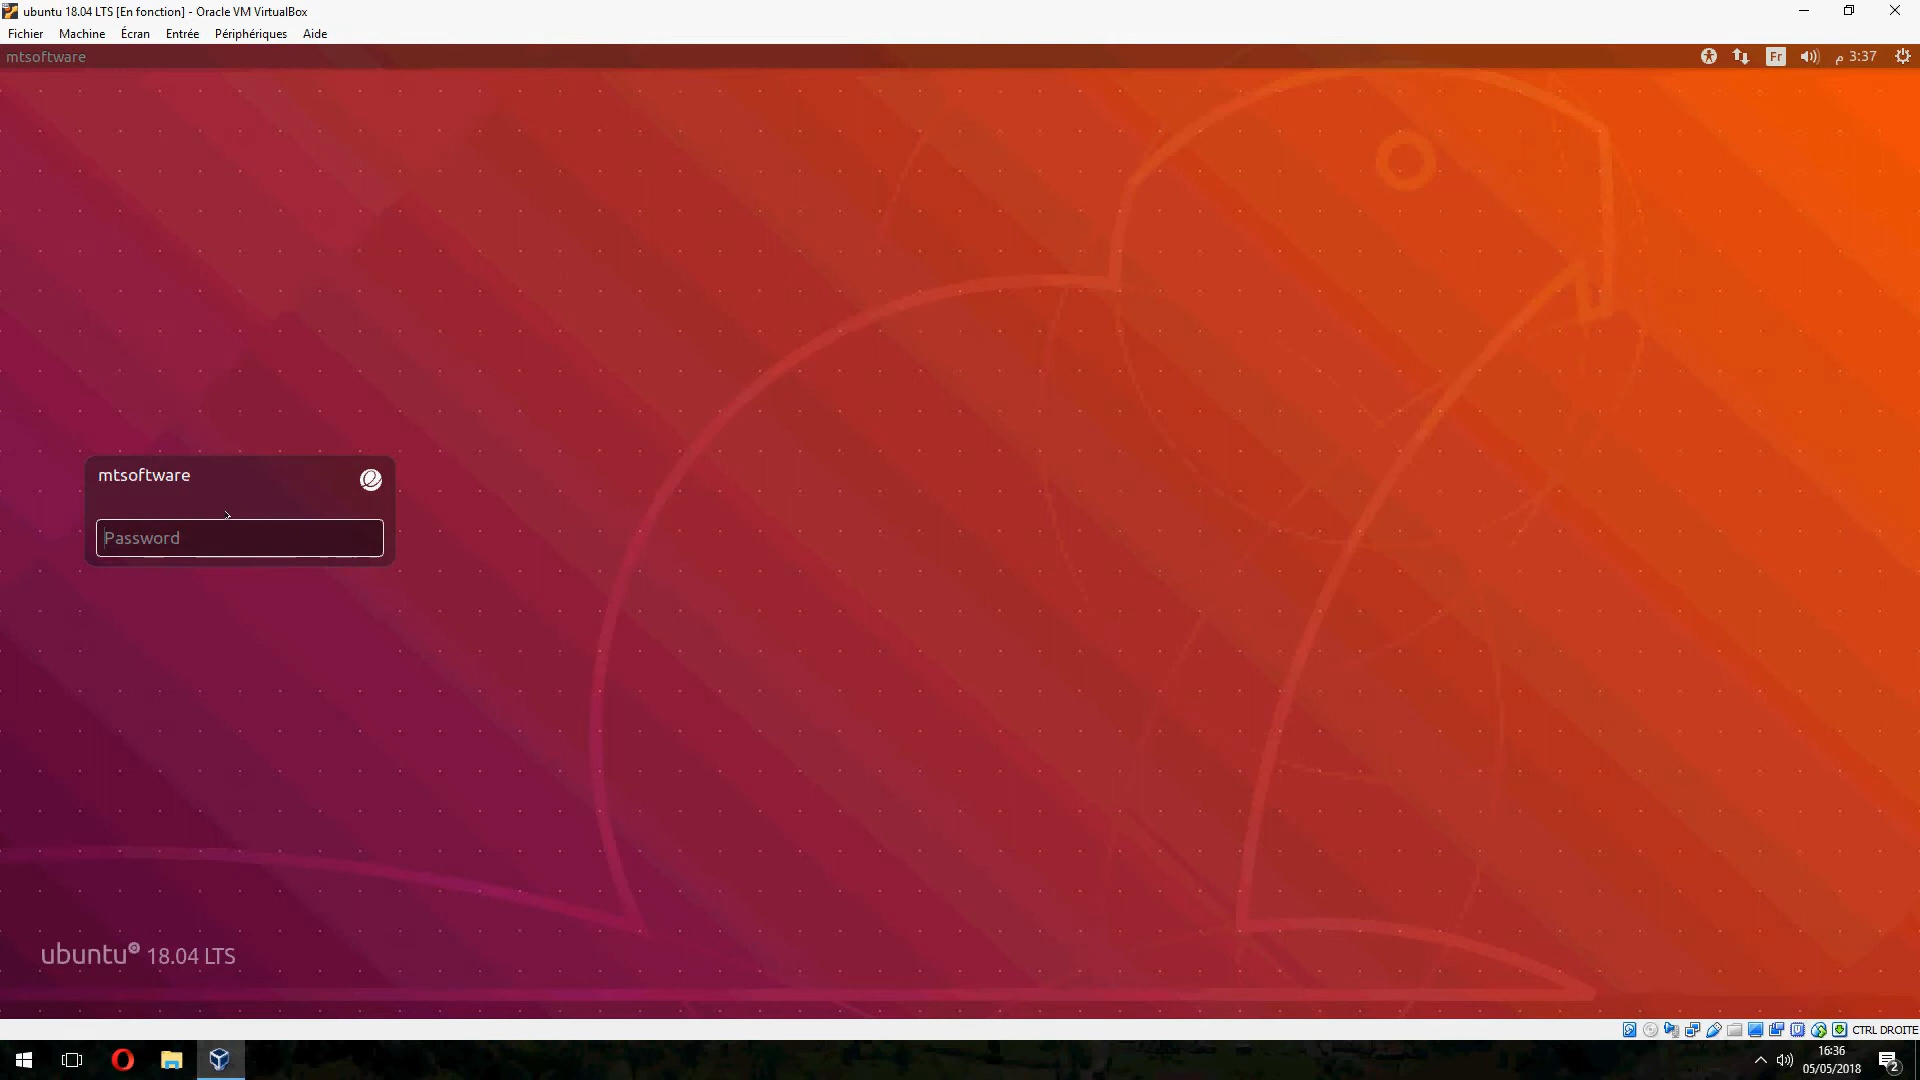 ubuntu 18.04 LTS [En fonction] - Oracle VM VirtualBox
Fichier Machine Écran Entrée Périphériques Aide
mtsoftware
Fr
3:37 م
mtsoftware
Password
ubuntu 18.04 LTS
CTRL DROITE
16:36
05/05/2018
2